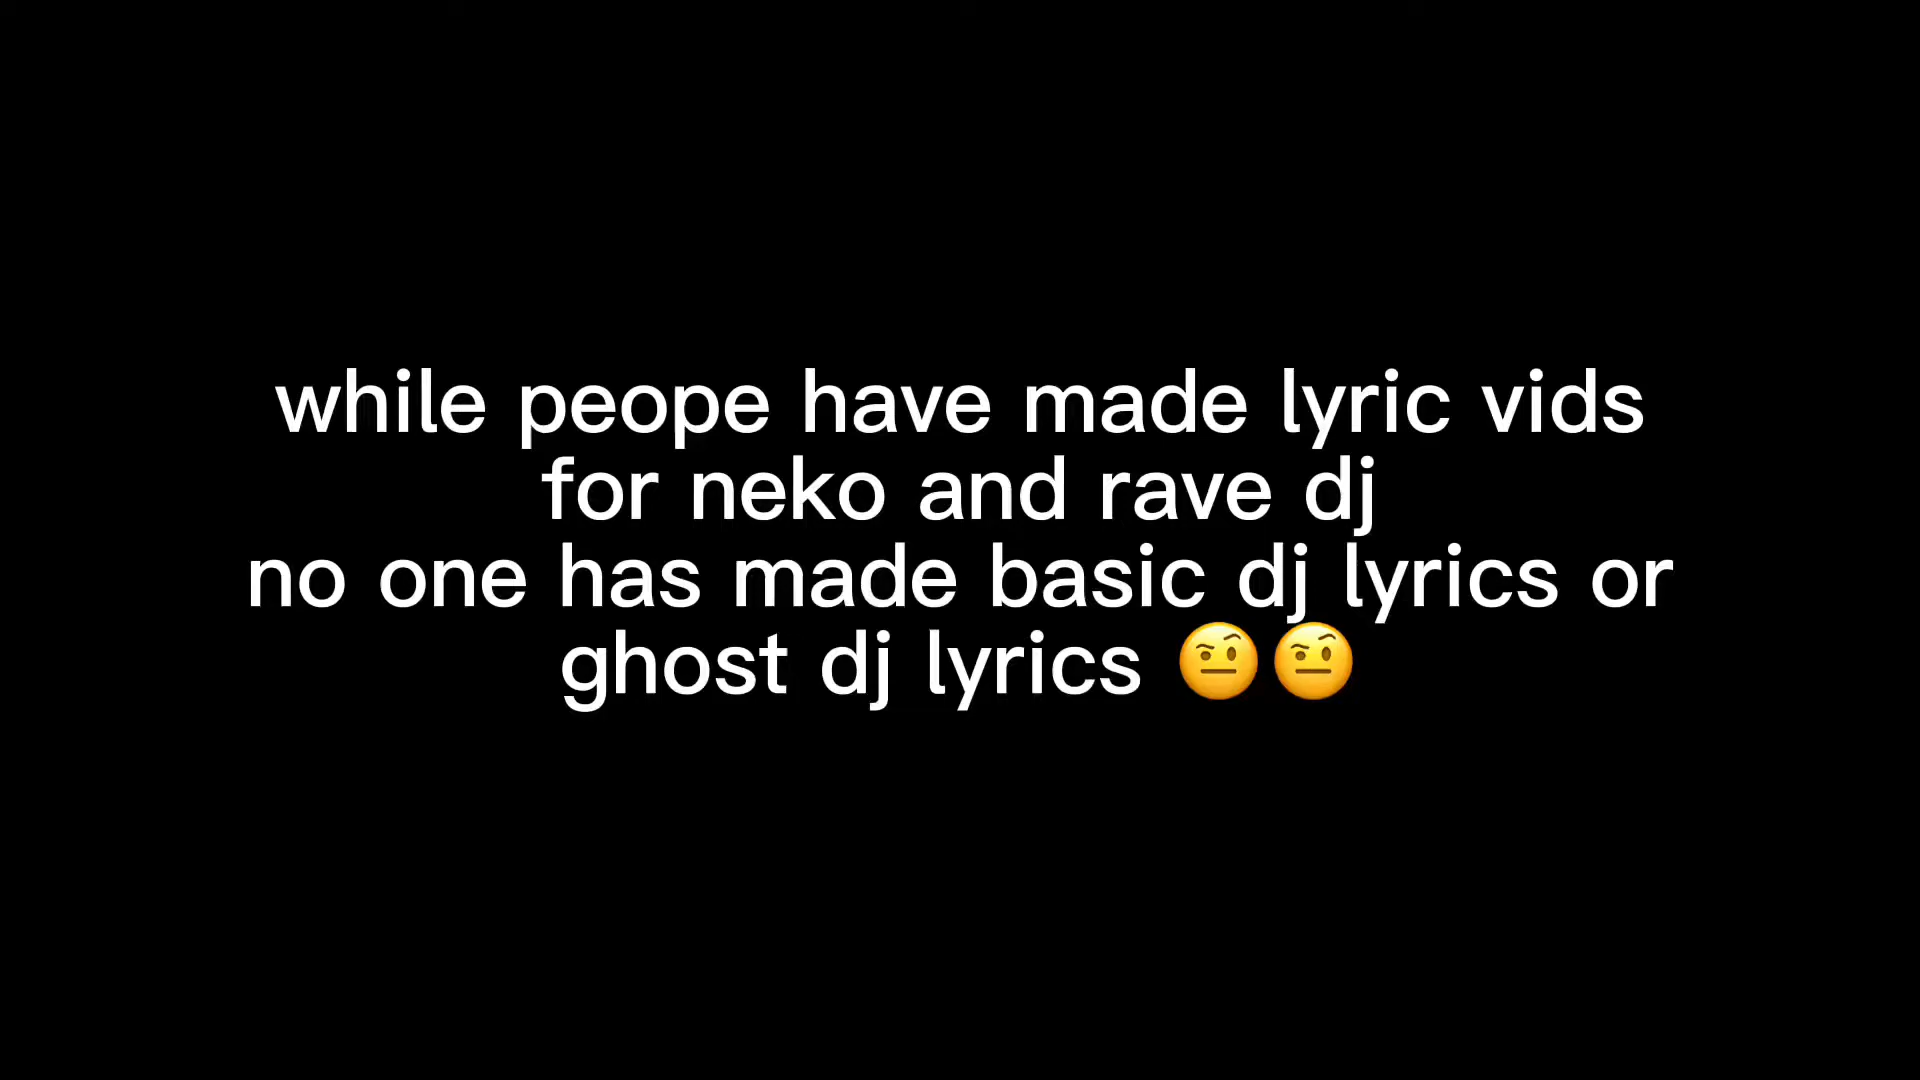 while peope have made lyric vids
for neko and rave dj
no one has made basic dj lyrics or
ghost dj lyrics 🤨🤨